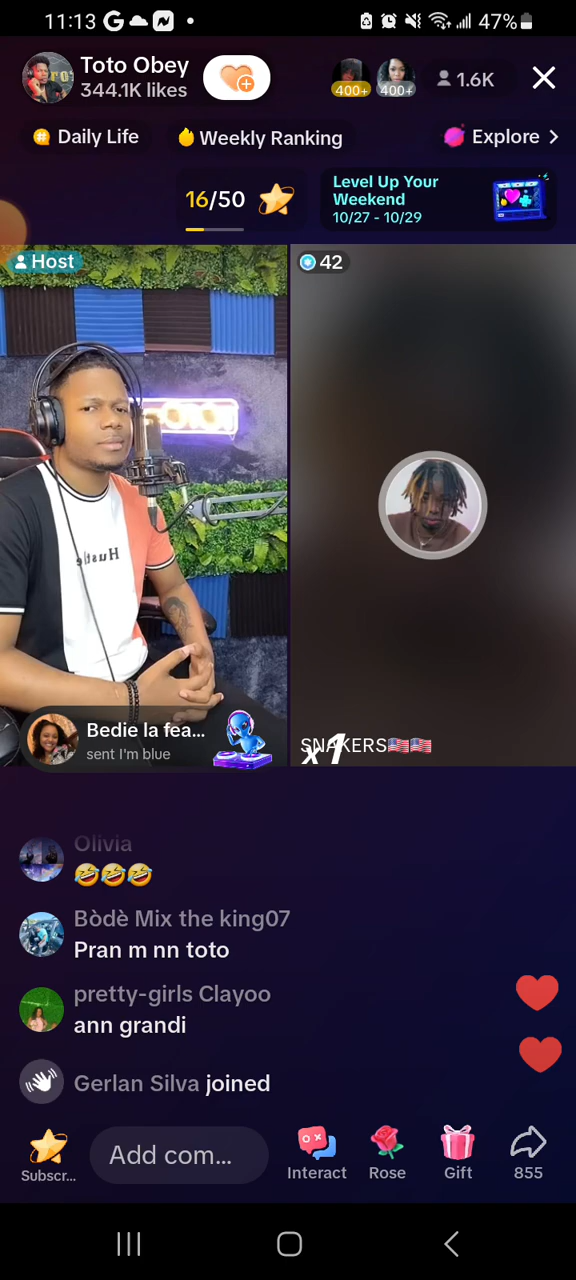 11:13
47%
Toto Obey
344.1K likes
400+
400+
1.6K
Daily Life
Weekly Ranking
Explore
16/50
Level Up Your
Weekend
10/27 - 10/29
Host
42
Hustle
Bedie la fea...
sent I'm blue
x1
SNAKERS🇺🇸🇺🇸
Olivia
🤣🤣🤣
Bòdè Mix the king07
Pran m nn toto
pretty-girls Clayoo
ann grandi
Gerlan Silva joined
Subscr...
Add com...
Interact
Rose
Gift
855